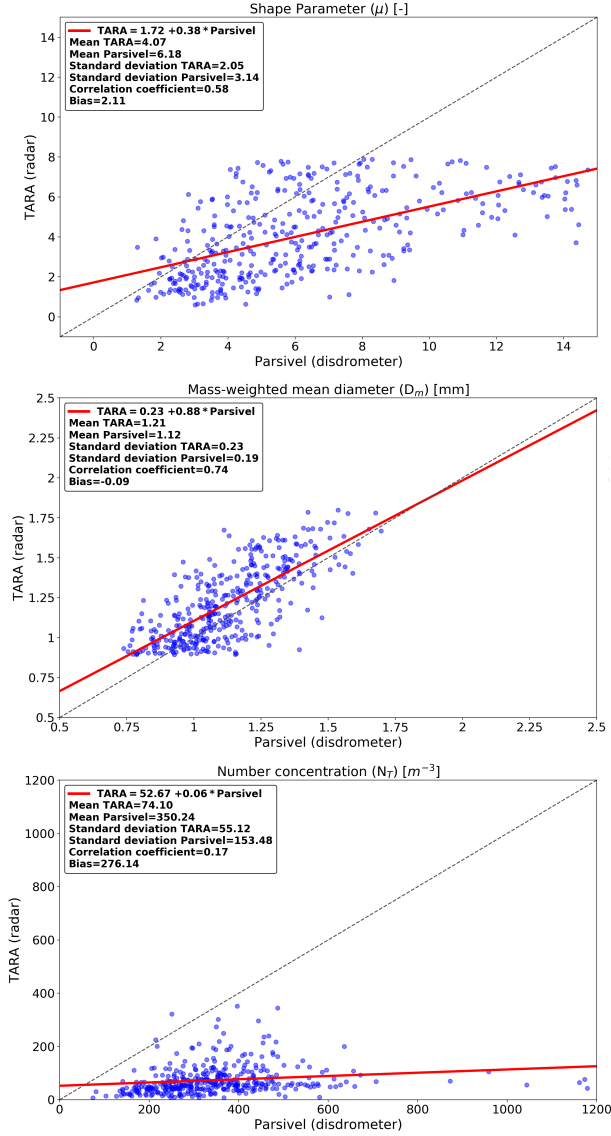 Shape Parameter (μ) [-]
TARA = 1.72 +0.38 * Parsivel
Mean TARA=4.07
Mean Parsivel=6.18
Standard deviation TARA=2.05
Standard deviation Parsivel=3.14
Correlation coefficient=0.58
Bias=2.11
14
12
10
8
6
4
2
0
TARA (radar)
0 2 4 6 8 10 12 14
Parsivel (disdrometer)
Mass-weighted mean diameter (Dₘ) [mm]
TARA = 0.23 +0.88 * Parsivel
Mean TARA=1.21
Mean Parsivel=1.12
Standard deviation TARA=0.23
Standard deviation Parsivel=0.19
Correlation coefficient=0.74
Bias=-0.09
2.5
2.25
2
1.75
1.5
1.25
1
0.75
0.5
TARA (radar)
0.5 0.75 1 1.25 1.5 1.75 2 2.25 2.5
Parsivel (disdrometer)
Number concentration (N_T) [m⁻³]
TARA = 52.67 +0.06 * Parsivel
Mean TARA=74.10
Mean Parsivel=350.24
Standard deviation TARA=55.12
Standard deviation Parsivel=153.48
Correlation coefficient=0.17
Bias=276.14
1200
1000
800
600
400
200
0
TARA (radar)
0 200 400 600 800 1000 1200
Parsivel (disdrometer)